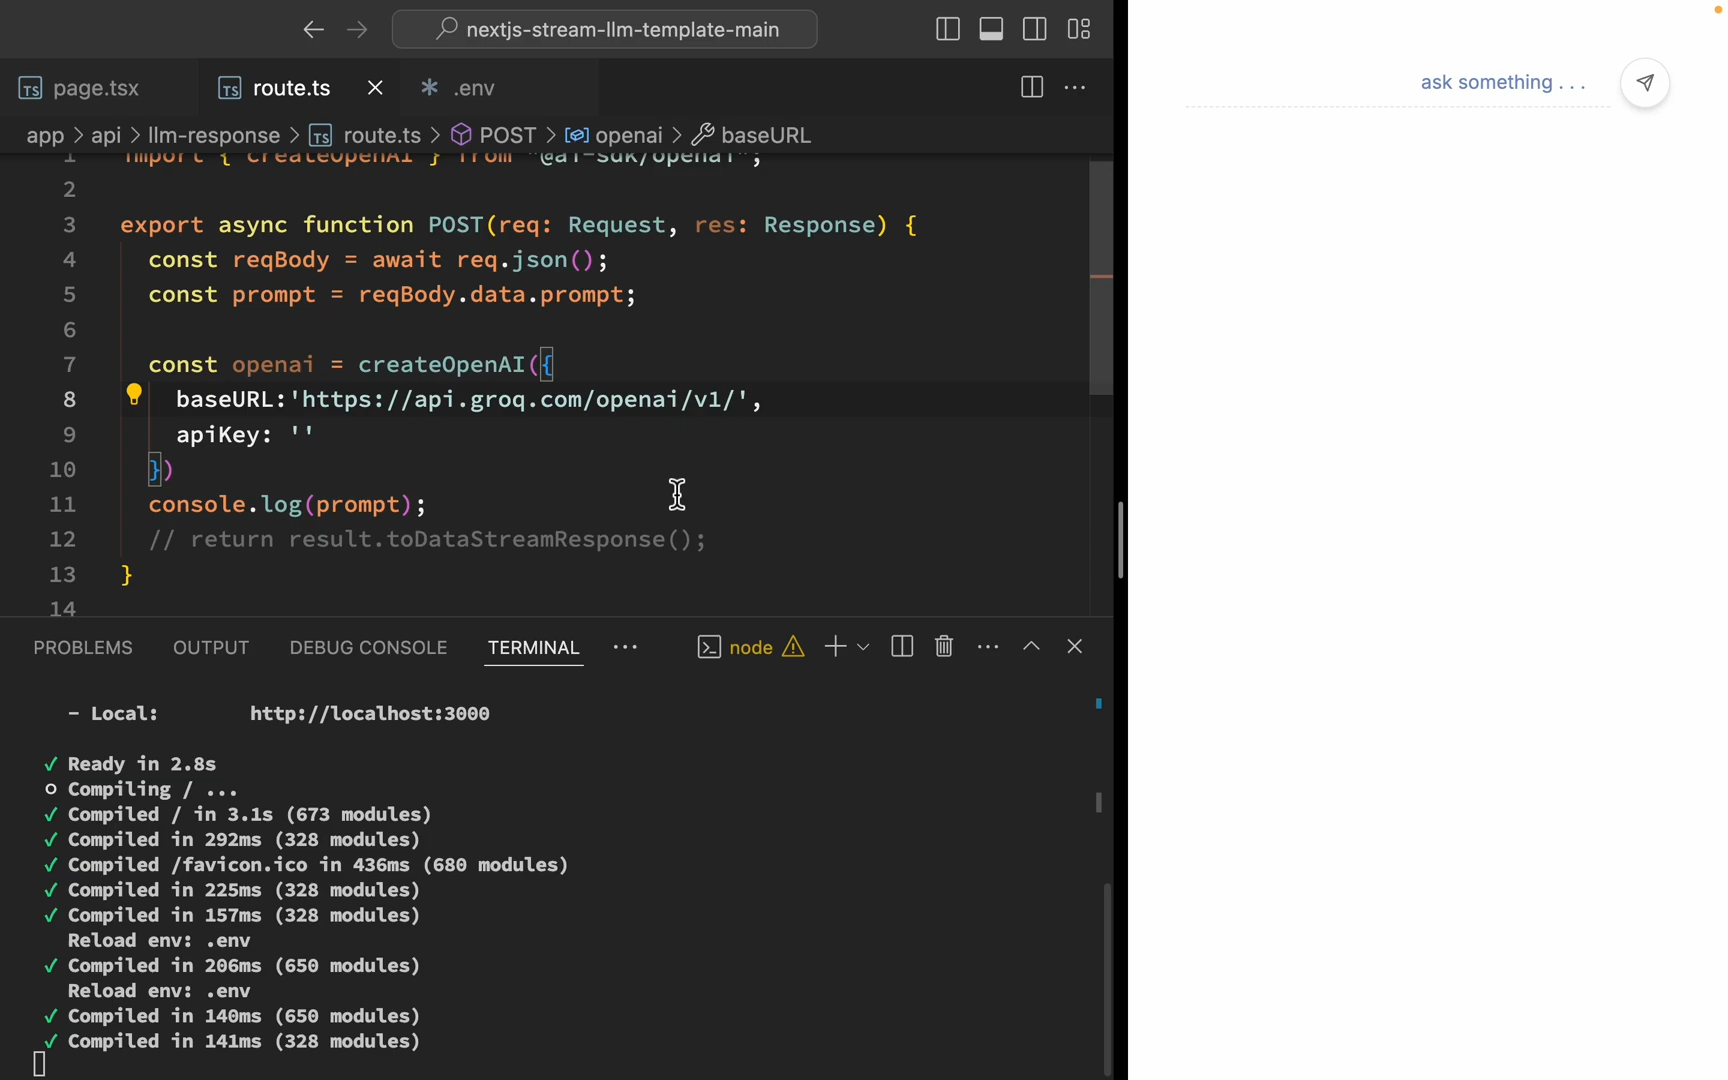 nextjs-stream-llm-template-main
page.tsx
route.ts
.env
app > api > llm-response > route.ts > POST > openai > baseURL
1 import { createOpenAI } from "@ai-sdk/openai";
2
3 export async function POST(req: Request, res: Response) {
4 const reqBody = await req.json();
5 const prompt = reqBody.data.prompt;
6
7 const openai = createOpenAI({
8 baseURL:'https://api.groq.com/openai/v1/',
9 apiKey: ''
10 })
11 console.log(prompt);
12 // return result.toDataStreamResponse();
13 }
14
PROBLEMS OUTPUT DEBUG CONSOLE TERMINAL ... node
- Local: http://localhost:3000
✓ Ready in 2.8s
○ Compiling / ...
✓ Compiled / in 3.1s (673 modules)
✓ Compiled in 292ms (328 modules)
✓ Compiled /favicon.ico in 436ms (680 modules)
✓ Compiled in 225ms (328 modules)
✓ Compiled in 157ms (328 modules)
Reload env: .env
✓ Compiled in 206ms (650 modules)
Reload env: .env
✓ Compiled in 140ms (650 modules)
✓ Compiled in 141ms (328 modules)
ask something . . .